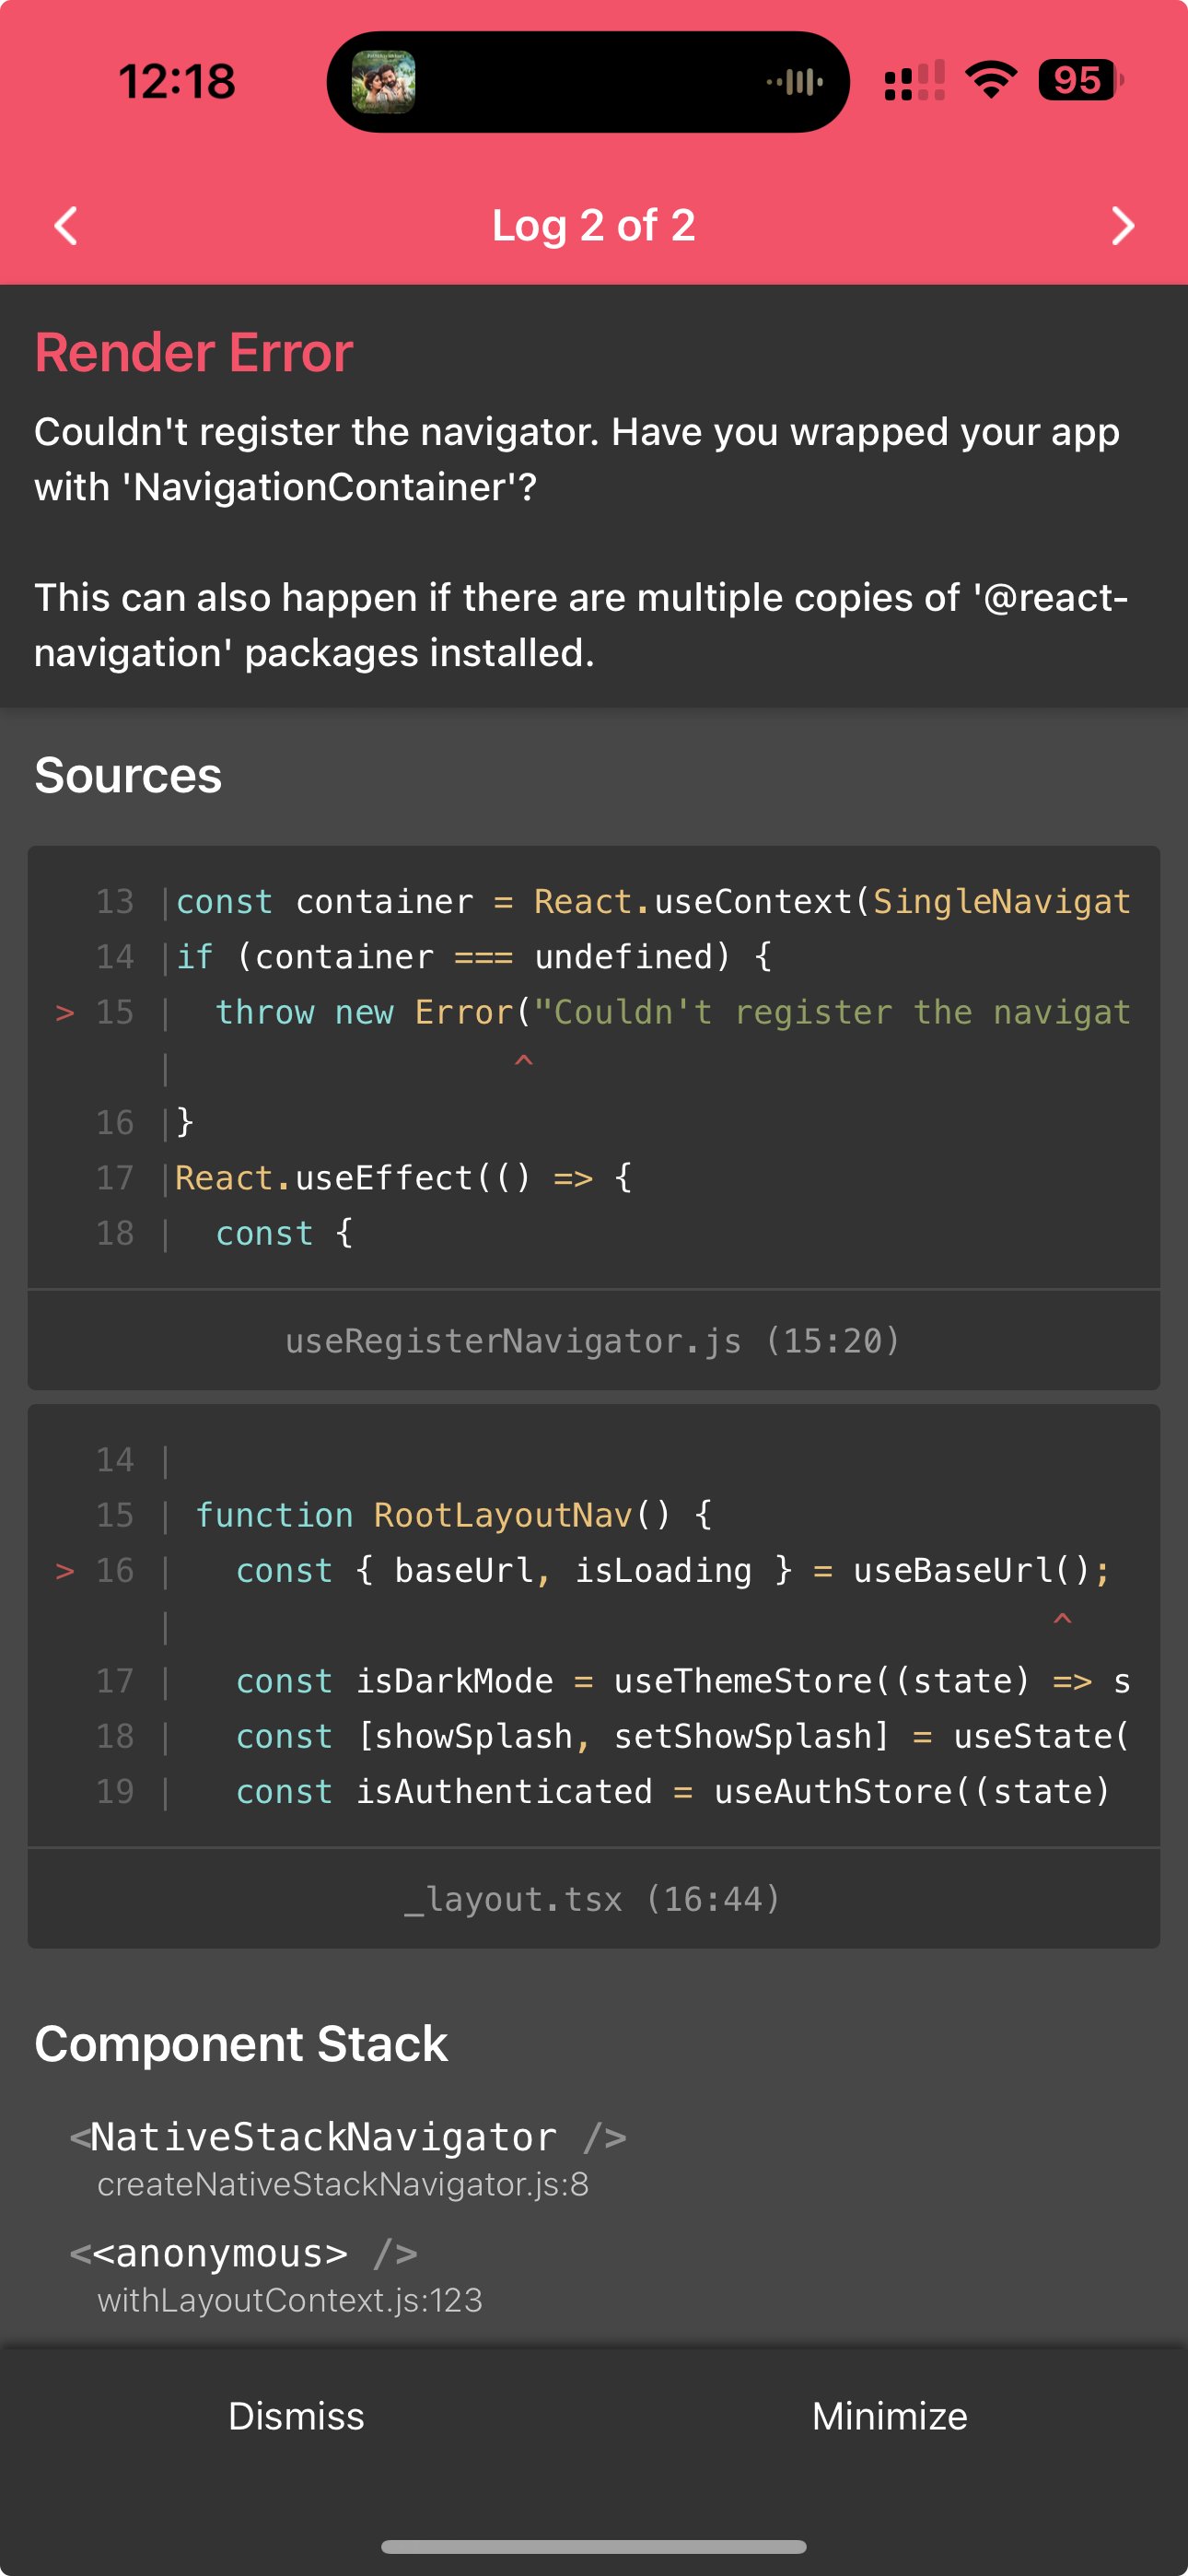 12:18
95
Log 2 of 2
Render Error
Couldn't register the navigator. Have you wrapped your app
with 'NavigationContainer'?
This can also happen if there are multiple copies of '@react-
navigation' packages installed.
Sources
13 |const container = React.useContext(SingleNavigat
14 |if (container === undefined) {
> 15 |  throw new Error("Couldn't register the navigat
|                 ^
16 |}
17 |React.useEffect(() => {
18 |  const {
useRegisterNavigator.js (15:20)
14 |
15 | function RootLayoutNav() {
> 16 |   const { baseUrl, isLoading } = useBaseUrl();
|                                            ^
17 |   const isDarkMode = useThemeStore((state) => s
18 |   const [showSplash, setShowSplash] = useState(
19 |   const isAuthenticated = useAuthStore((state)
_layout.tsx (16:44)
Component Stack
<NativeStackNavigator />
createNativeStackNavigator.js:8
<<anonymous> />
withLayoutContext.js:123
Dismiss
Minimize